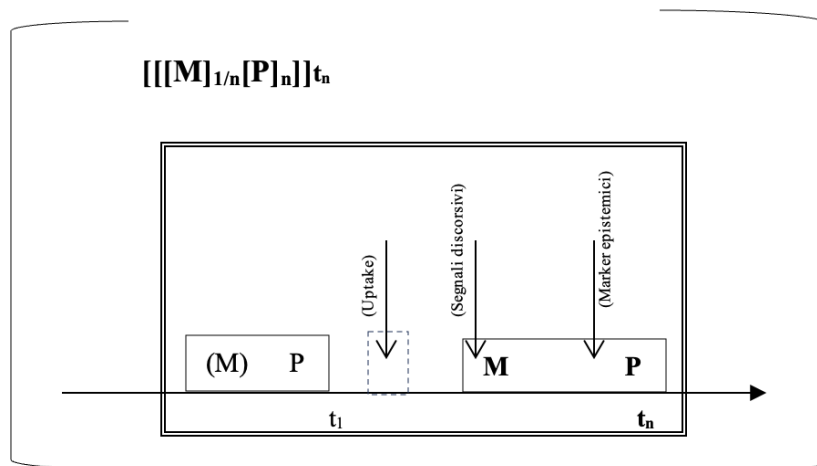 [[[M]1/n[P]n]]tn
(Uptake)
(Segnali discorsivi)
(Marker epistemici)
(M) P
M P
t1
tn